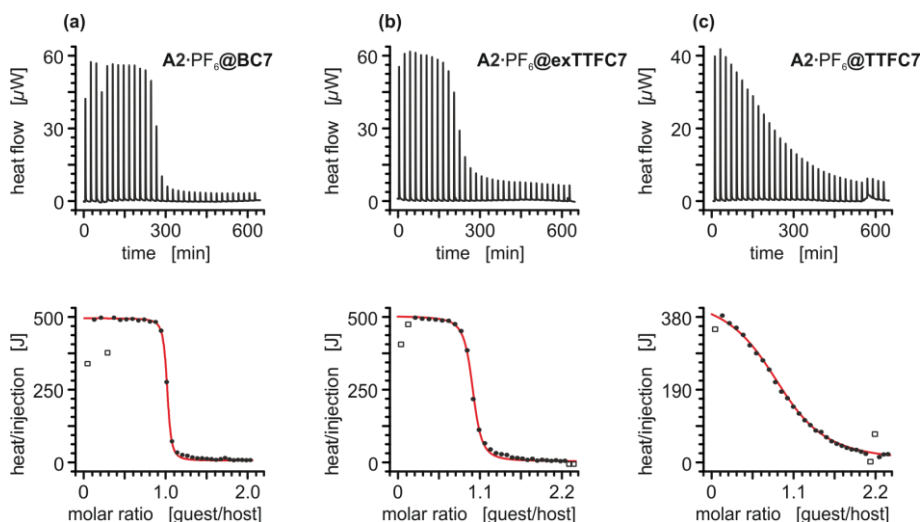 (a)
A2·PF₆@BC7
heat flow [µW]
60
30
0
0 300 600
time [min]
heat/injection [J]
500
250
0
0 1.0 2.0
molar ratio [guest/host]
(b)
A2·PF₆@exTTFC7
heat flow [µW]
60
30
0
0 300 600
time [min]
heat/injection [J]
500
250
0
0 1.1 2.2
molar ratio [guest/host]
(c)
A2·PF₆@TTFC7
heat flow [µW]
40
20
0
0 300 600
time [min]
heat/injection [J]
380
190
0
0 1.1 2.2
molar ratio [guest/host]